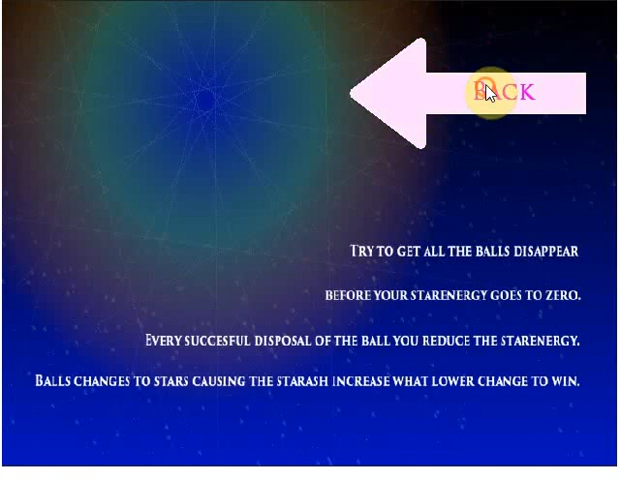 BACK
TRY TO GET ALL THE BALLS DISAPPEAR
BEFORE YOUR STARENERGY GOES TO ZERO.
EVERY SUCCESFUL DISPOSAL OF THE BALL YOU REDUCE THE STARENERGY.
BALLS CHANGES TO STARS CAUSING THE STARASH INCREASE WHAT LOWER CHANGE TO WIN.